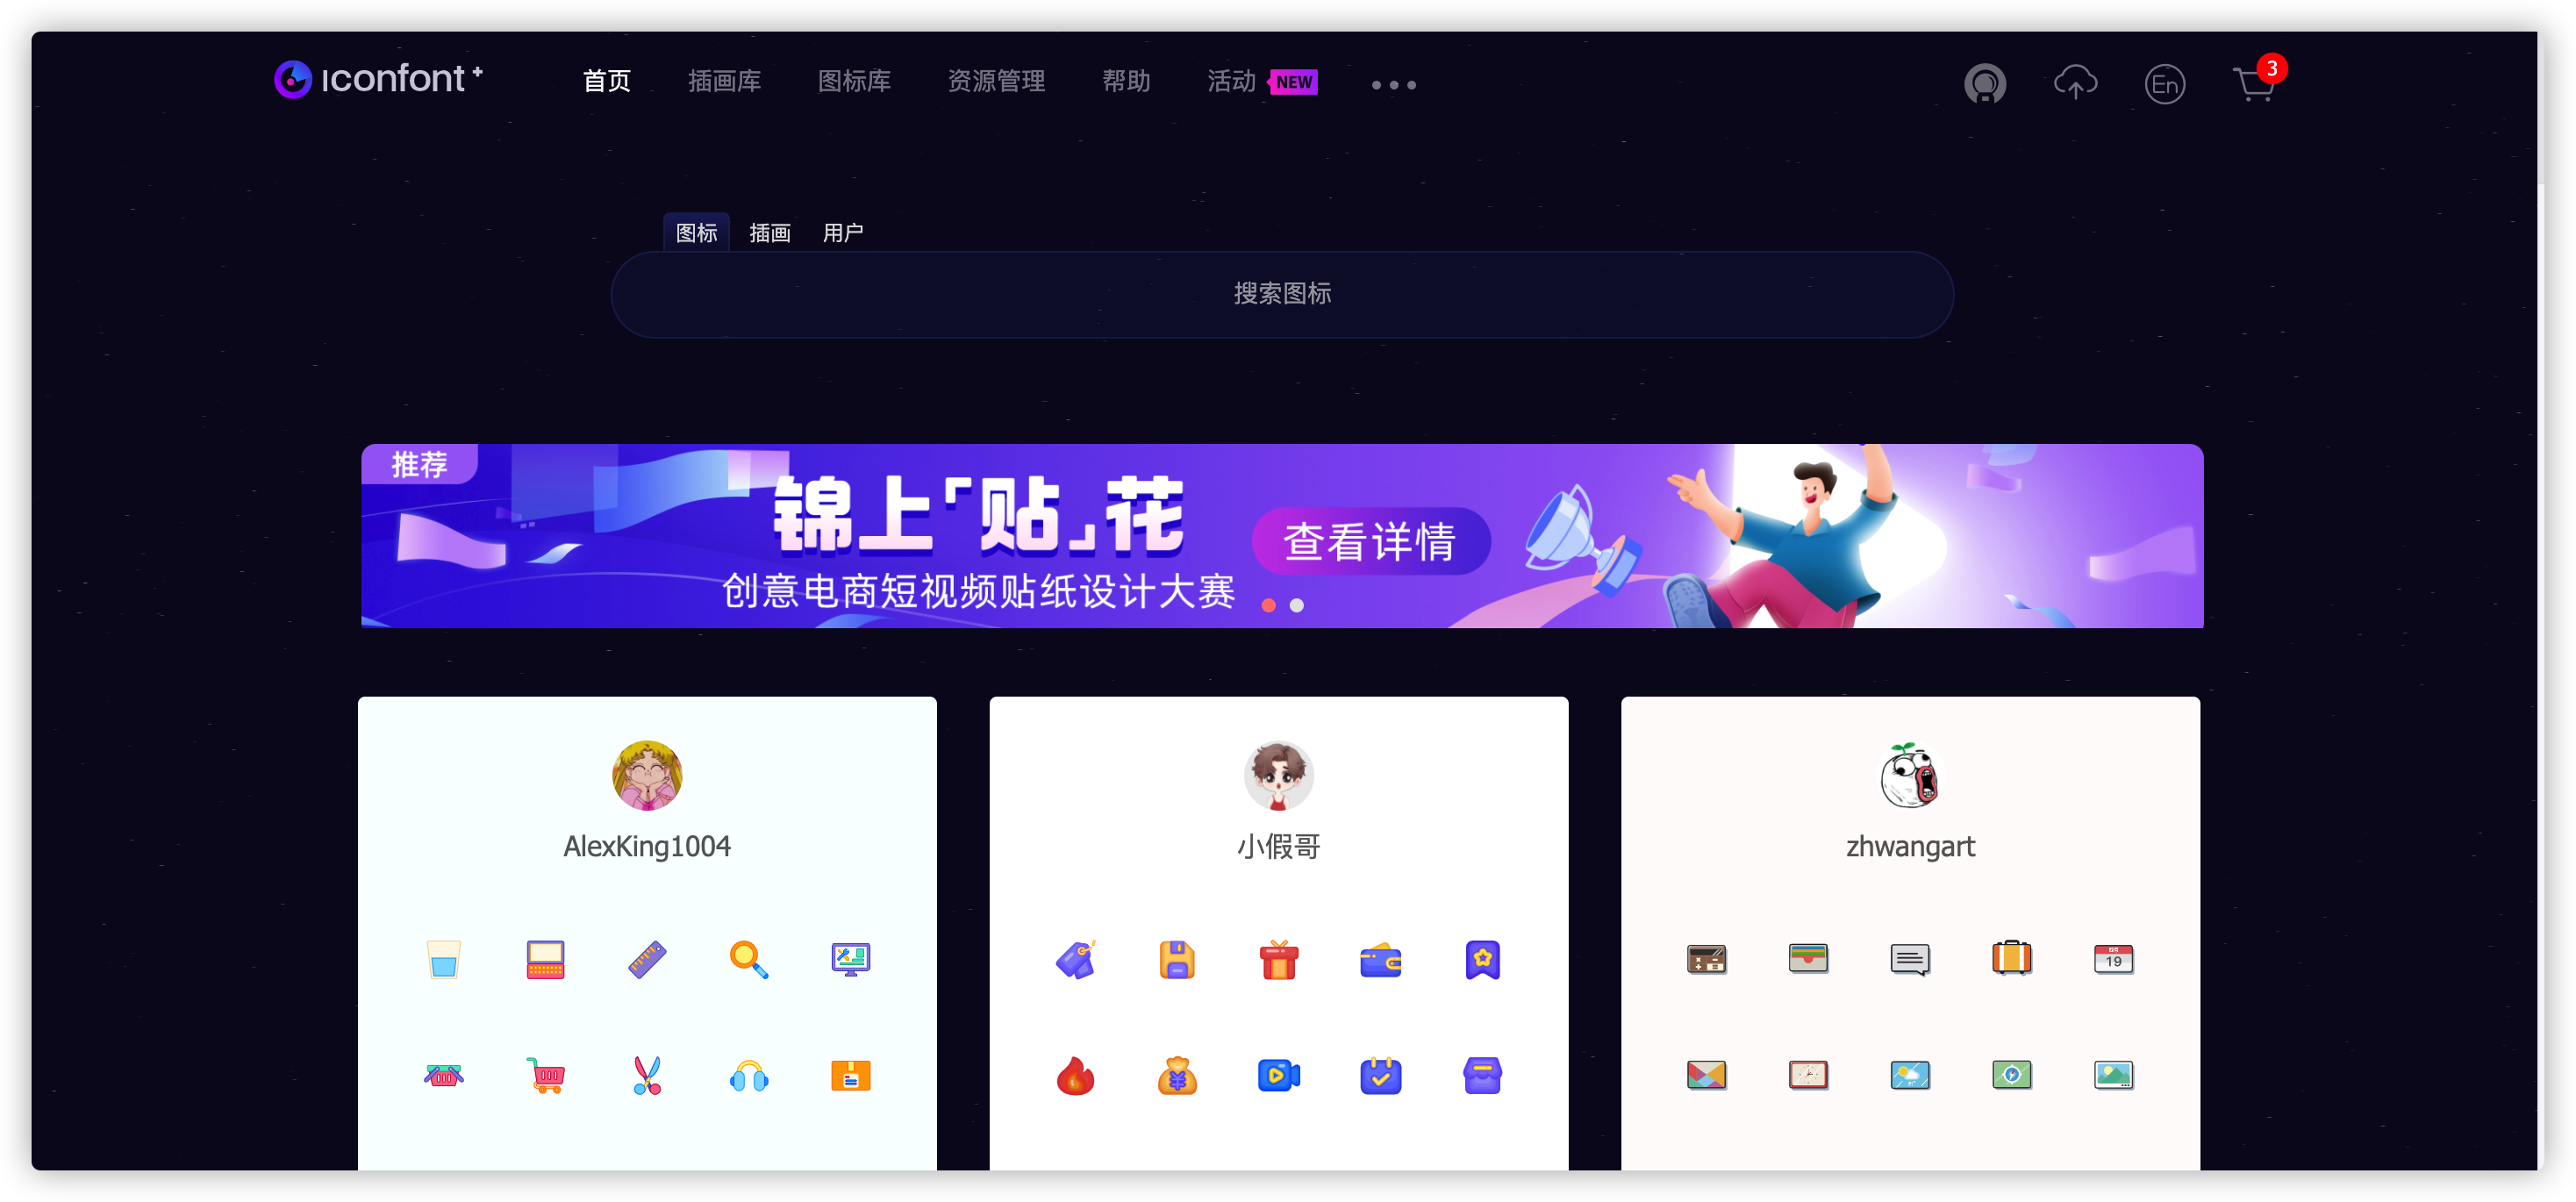 iconfont+
首页 插画库 图标库 资源管理 帮助 活动 NEW
En 3
图标 插画 用户
搜索图标
推荐
锦上「贴」花
查看详情
创意电商短视频贴纸设计大赛
AlexKing1004
小假哥
zhwangart
19